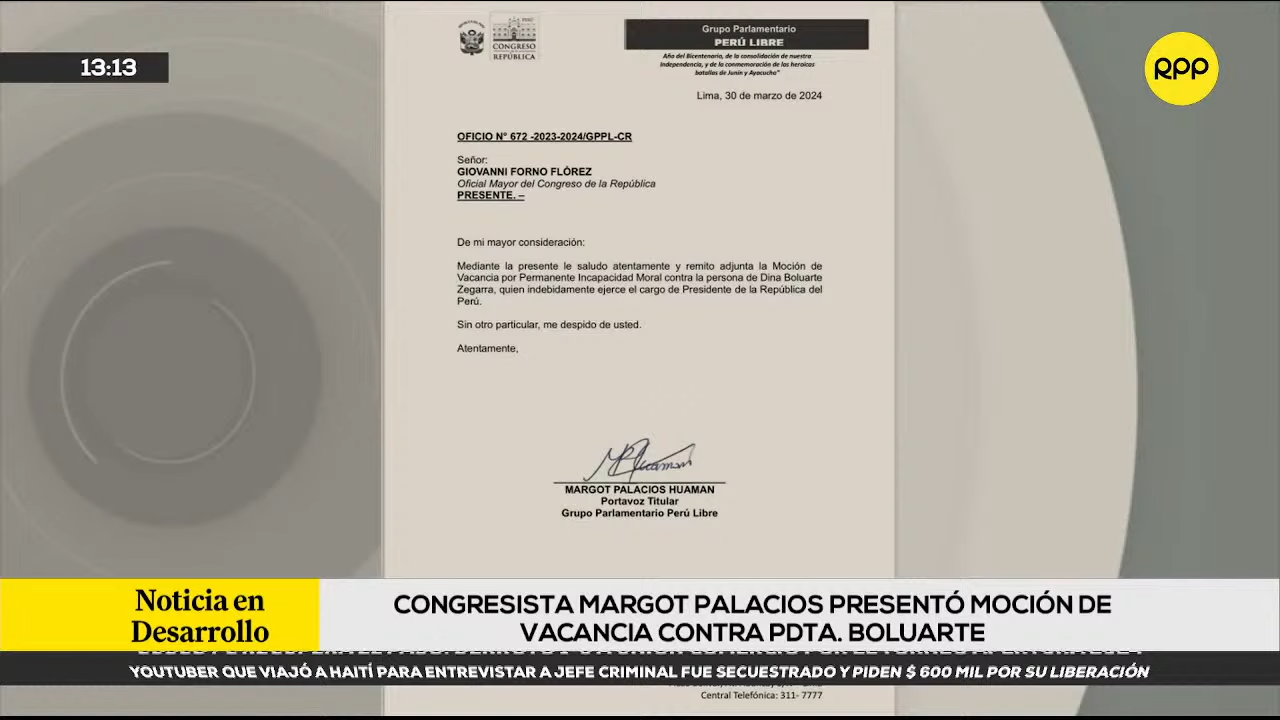 13:13
CONGRESO
REPÚBLICA
Grupo Parlamentario
PERÚ LIBRE
Año del Bicentenario, de la consolidación de nuestra
Independencia, y de la conmemoración de las heroicas
batallas de Junín y Ayacucho"
RPP
Lima, 30 de marzo de 2024
OFICIO N° 672 -2023-2024/GPPL-CR
Señor:
GIOVANNI FORNO FLÓREZ
Oficial Mayor del Congreso de la República
PRESENTE. –
De mi mayor consideración:
Mediante la presente le saludo atentamente y remito adjunta la Moción de
Vacancia por Permanente Incapacidad Moral contra la persona de Dina Boluarte
Zegarra, quien indebidamente ejerce el cargo de Presidente de la República del
Perú.
Sin otro particular, me despido de usted.
Atentamente,
MARGOT PALACIOS HUAMAN
Portavoz Titular
Grupo Parlamentario Perú Libre
Noticia en
Desarrollo
CONGRESISTA MARGOT PALACIOS PRESENTÓ MOCIÓN DE
VACANCIA CONTRA PDTA. BOLUARTE
YOUTUBER QUE VIAJÓ A HAITÍ PARA ENTREVISTAR A JEFE CRIMINAL FUE SECUESTRADO Y PIDEN $ 600 MIL POR SU LIBERACIÓN
Central Telefónica: 311- 7777